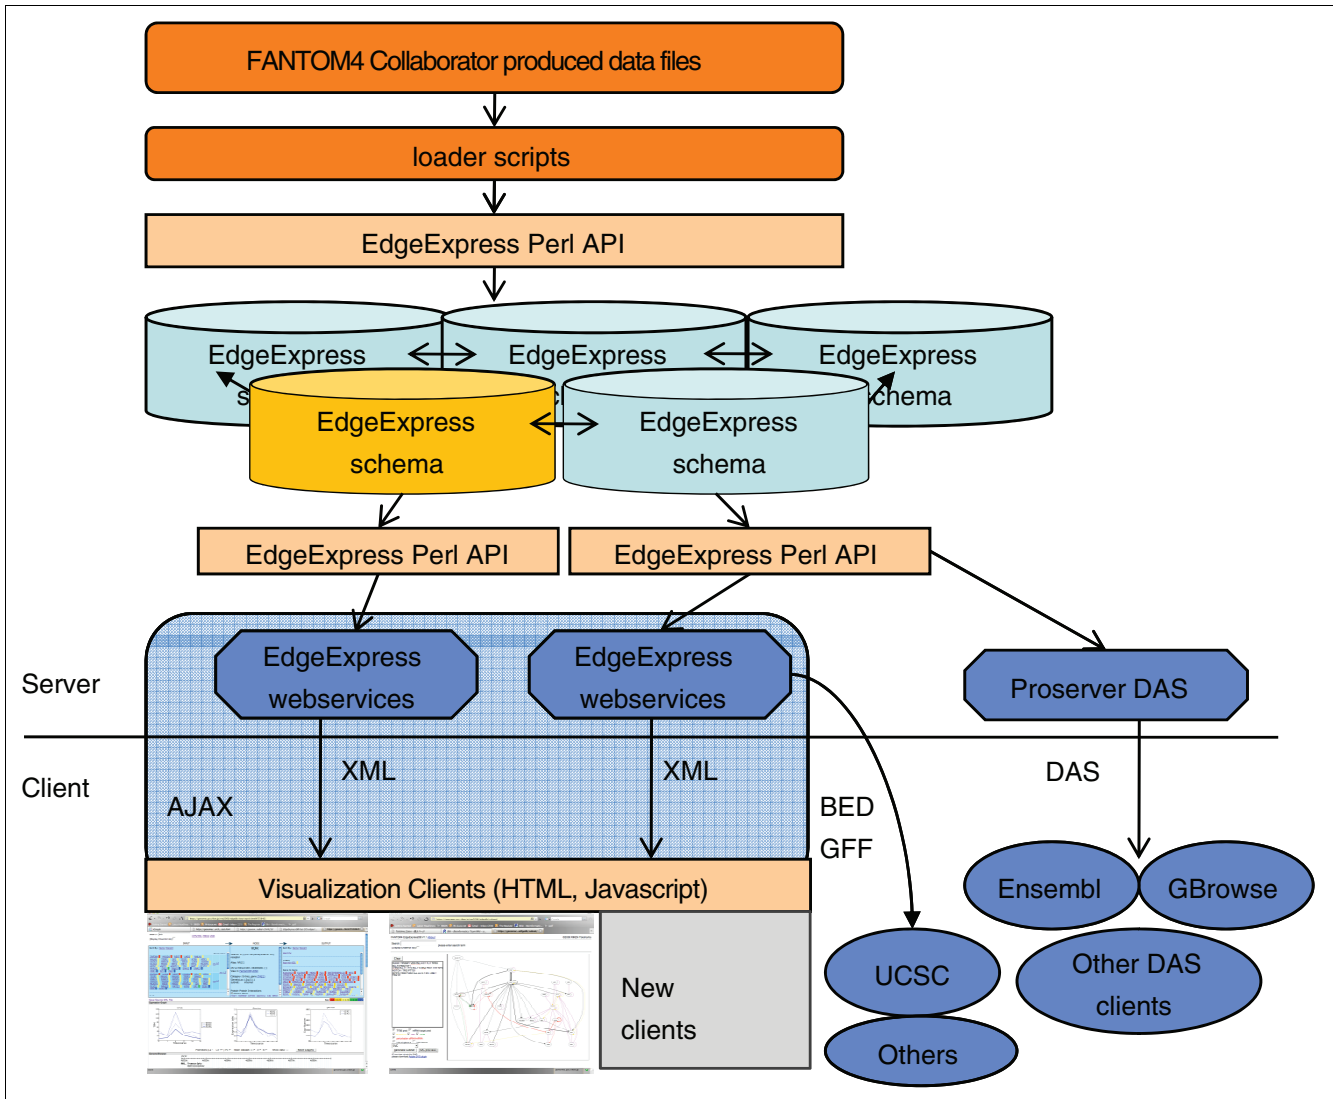 FANTOM4 Collaborator produced data files
loader scripts
EdgeExpress Perl API
EdgeExpress
EdgeExpress
EdgeExpress
schema
EdgeExpress
schema
EdgeExpress
schema
EdgeExpress Perl API
EdgeExpress Perl API
EdgeExpress
webservices
EdgeExpress
webservices
Proserver DAS
Server
Client
XML
XML
DAS
AJAX
BED
GFF
Visualization Clients (HTML, Javascript)
Ensembl
GBrowse
UCSC
Other DAS
clients
New
clients
Others